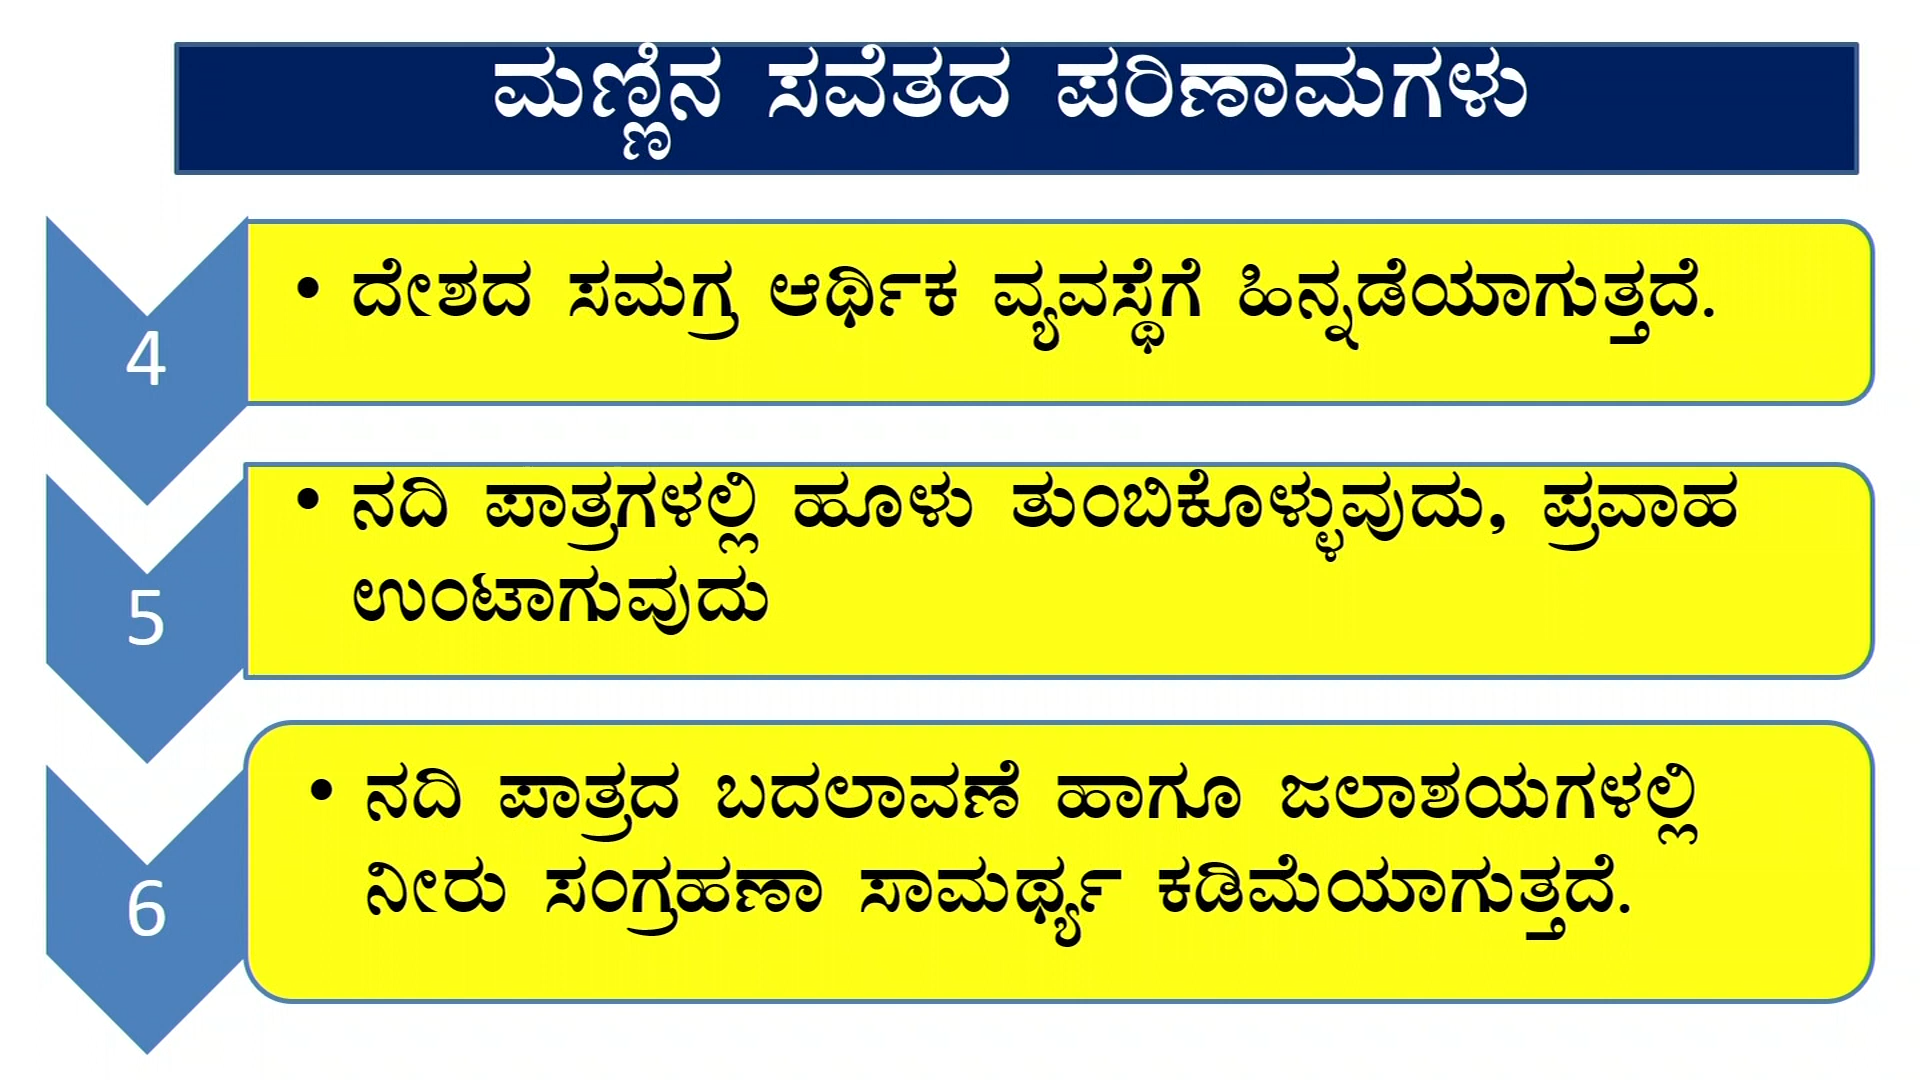 ಮಣ್ಣಿನ ಸವೆತದ ಪರಿಣಾಮಗಳು
4
• ದೇಶದ ಸಮಗ್ರ ಆರ್ಥಿಕ ವ್ಯವಸ್ಥೆಗೆ ಹಿನ್ನಡೆಯಾಗುತ್ತದೆ.
5
• ನದಿ ಪಾತ್ರಗಳಲ್ಲಿ ಹೂಳು ತುಂಬಿಕೊಳ್ಳುವುದು, ಪ್ರವಾಹ
ಉಂಟಾಗುವುದು
6
• ನದಿ ಪಾತ್ರದ ಬದಲಾವಣೆ ಹಾಗೂ ಜಲಾಶಯಗಳಲ್ಲಿ
ನೀರು ಸಂಗ್ರಹಣಾ ಸಾಮರ್ಥ್ಯ ಕಡಿಮೆಯಾಗುತ್ತದೆ.